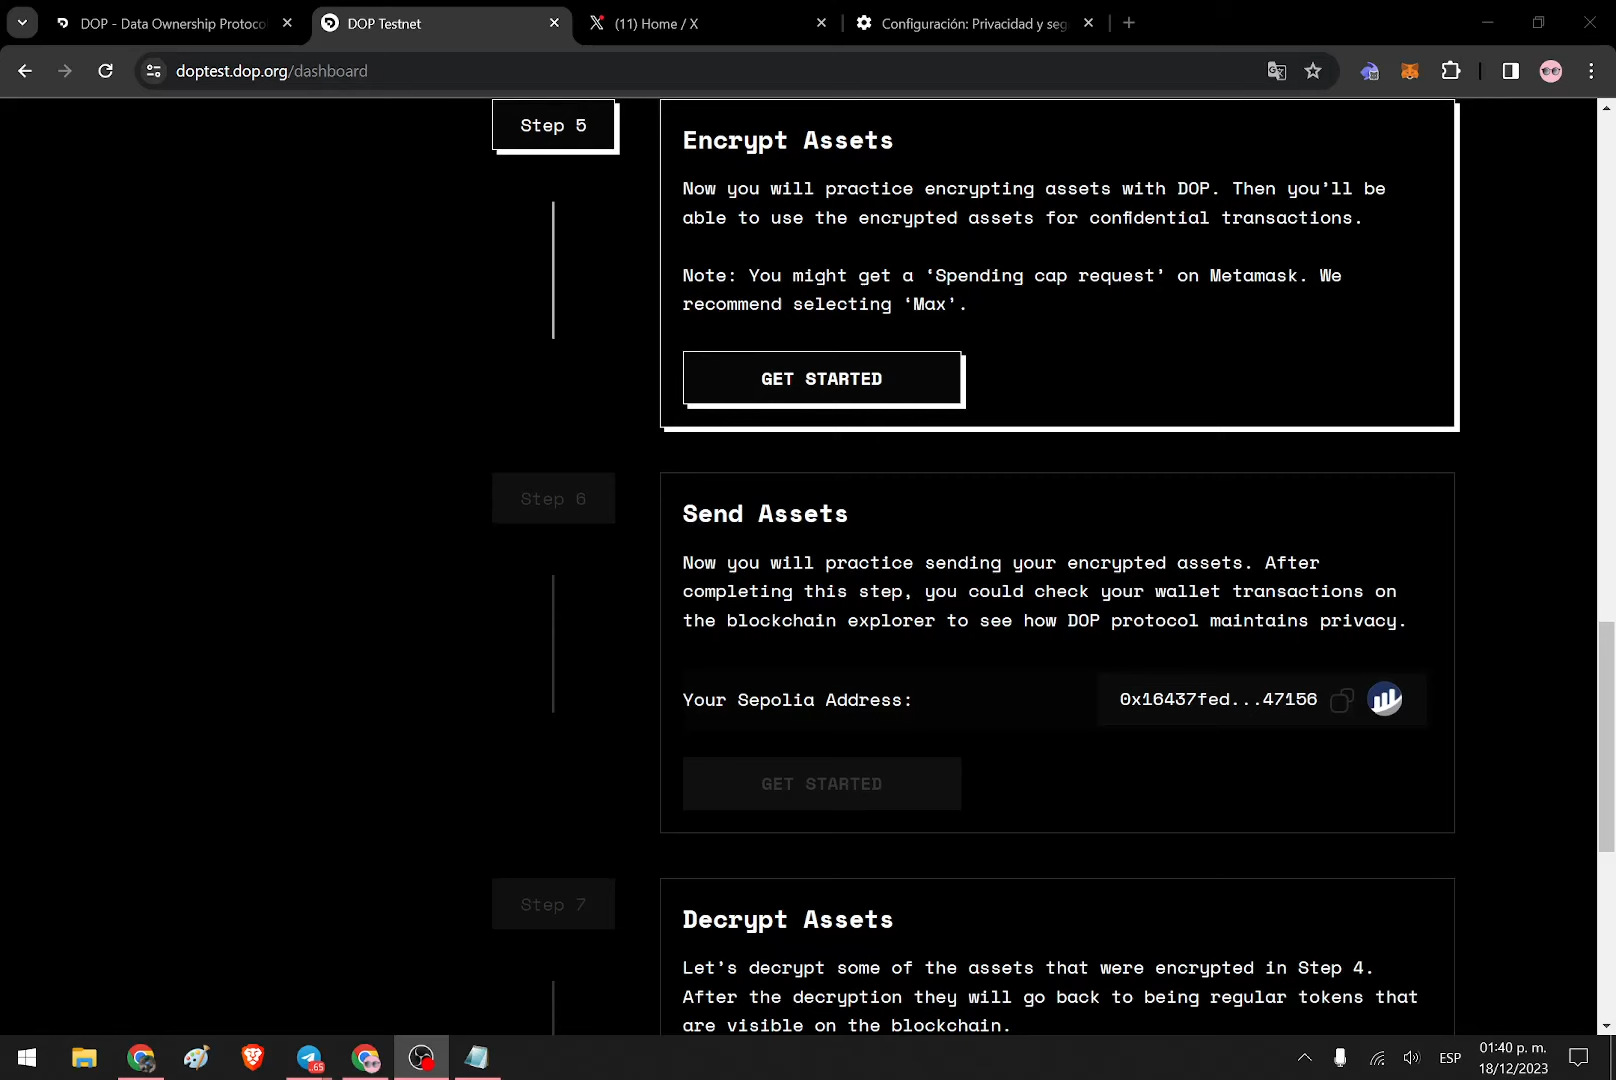 DOP - Data Ownership Protoco
DOP Testnet
(11) Home / X
Configuración: Privacidad y seg
doptest.dop.org/dashboard
Step 5
Encrypt Assets
Now you will practice encrypting assets with DOP. Then you'll be
able to use the encrypted assets for confidential transactions.
Note: You might get a ‘Spending cap request’ on Metamask. We
recommend selecting ‘Max’.
GET STARTED
Step 6
Send Assets
Now you will practice sending your encrypted assets. After
completing this step, you could check your wallet transactions on
the blockchain explorer to see how DOP protocol maintains privacy.
Your Sepolia Address:
0x16437fed...47156
GET STARTED
Step 7
Decrypt Assets
Let's decrypt some of the assets that were encrypted in Step 4.
After the decryption they will go back to being regular tokens that
are visible on the blockchain.
65
ESP
01:40 p. m.
18/12/2023